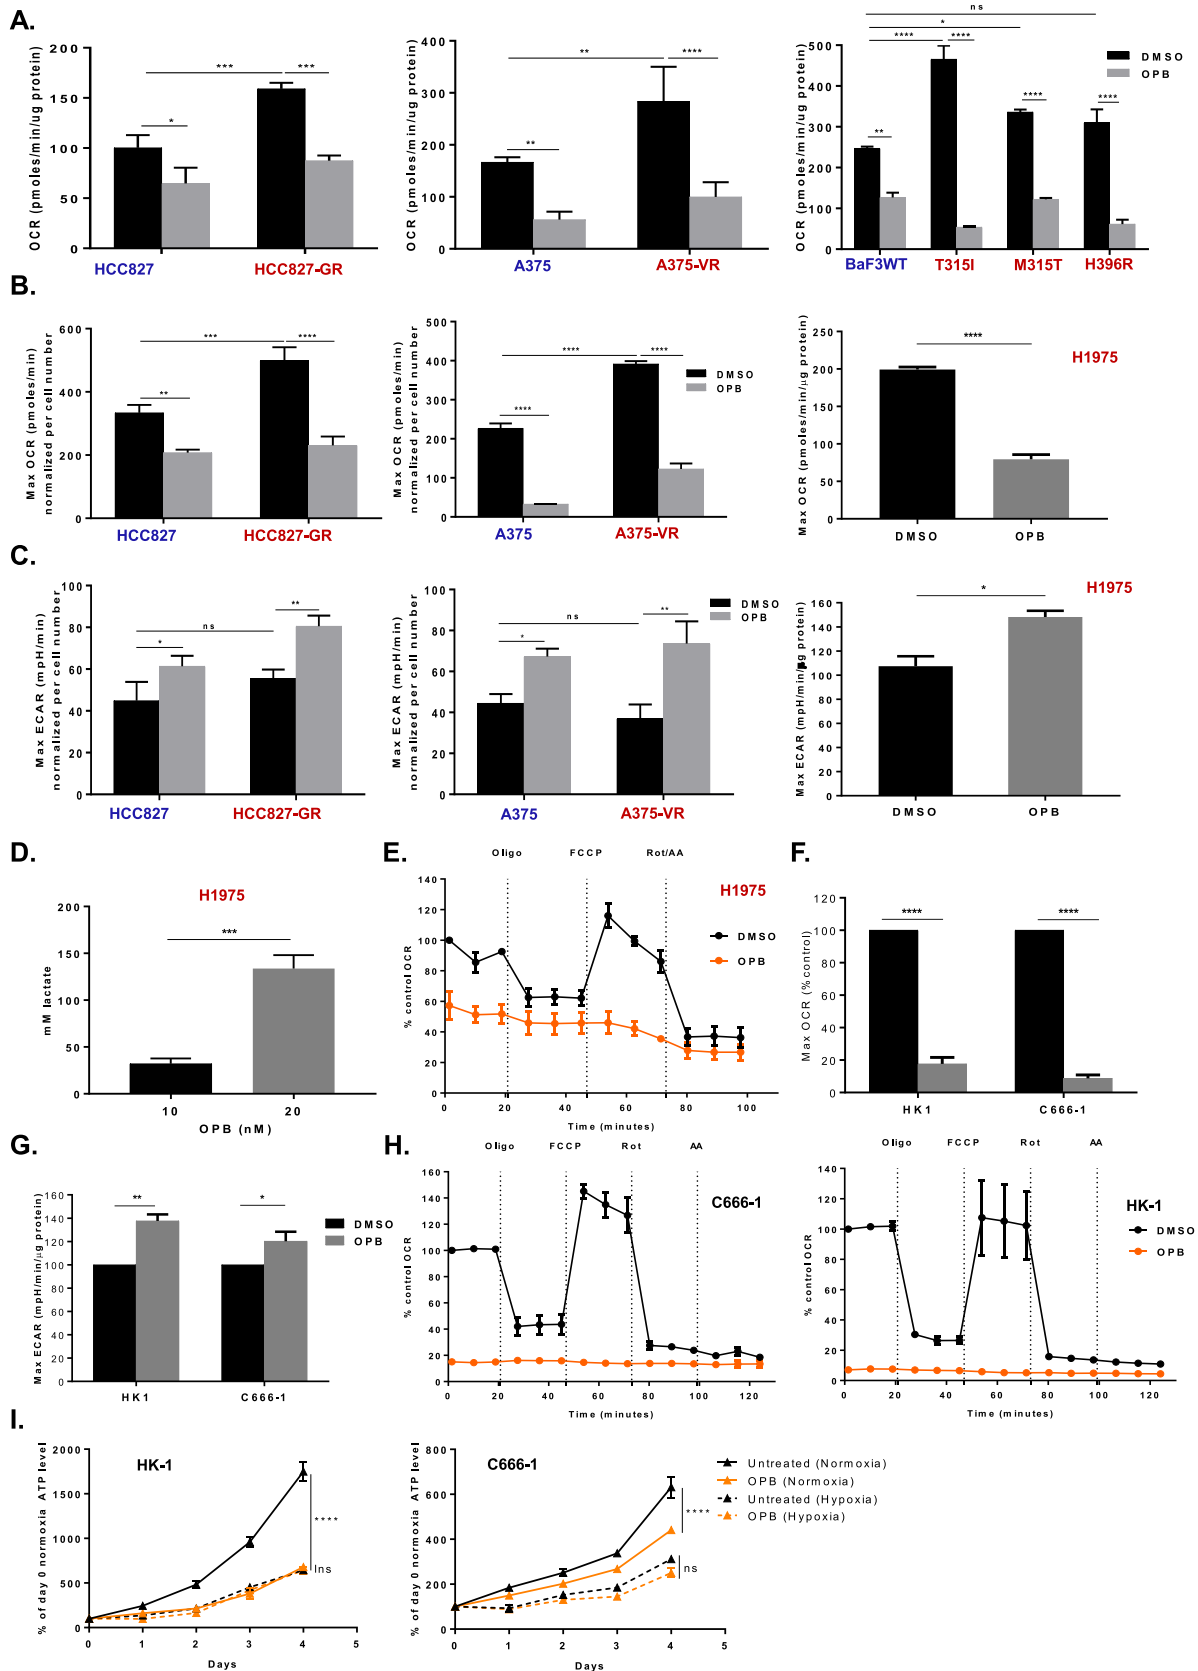 A.
OCR (pmoles/min/ug protein)
200
150
100
50
0
***
***
*
HCC827
HCC827-GR
OCR (pmoles/min/ug protein)
400
300
200
100
0
**
****
**
A375
A375-VR
OCR (pmoles/min/ug protein)
500
400
300
200
100
0
ns
*
****
****
**
****
****
DMSO
OPB
BaF3WT
T315I
M315T
H396R
B.
Max OCR (pmoles/min)
normalized per cell number
600
400
200
0
***
****
**
HCC827
HCC827-GR
Max OCR (pmoles/min)
normalized per cell number
500
400
300
200
100
0
****
****
****
DMSO
OPB
A375
A375-VR
Max OCR (pmoles/min/µg protein)
250
200
150
100
50
0
****
H1975
DMSO
OPB
C.
Max ECAR (mpH/min)
normalized per cell number
100
80
60
40
20
0
ns
*
**
HCC827
HCC827-GR
Max ECAR (mpH/min)
normalized per cell number
100
80
60
40
20
0
ns
*
**
DMSO
OPB
A375
A375-VR
Max ECAR (mpH/min/µg protein)
180
160
140
120
100
80
60
40
20
0
*
H1975
DMSO
OPB
D.
H1975
mM lactate
200
150
100
50
0
***
10
20
OPB (nM)
E.
Oligo
FCCP
Rot/AA
H1975
% control OCR
140
120
100
80
60
40
20
0
DMSO
OPB
0
20
40
60
80
100
Time (minutes)
F.
Max OCR (%control)
120
100
80
60
40
20
0
****
****
HK1
C666-1
G.
Max ECAR (mpH/min/µg protein)
160
140
120
100
80
60
40
20
0
**
*
DMSO
OPB
HK1
C666-1
H.
Oligo
FCCP
Rot
AA
C666-1
% control OCR
160
140
120
100
80
60
40
20
0
DMSO
OPB
0
20
40
60
80
100
120
Time (minutes)
Oligo
FCCP
Rot
AA
HK-1
% control OCR
140
120
100
80
60
40
20
0
DMSO
OPB
0
20
40
60
80
100
120
Time (minutes)
I.
HK-1
% of day 0 normoxia ATP level
2000
1500
1000
500
0
****
ns
0
1
2
3
4
5
Days
C666-1
% of day 0 normoxia ATP level
800
600
400
200
0
****
ns
0
1
2
3
4
5
Days
Untreated (Normoxia)
OPB (Normoxia)
Untreated (Hypoxia)
OPB (Hypoxia)